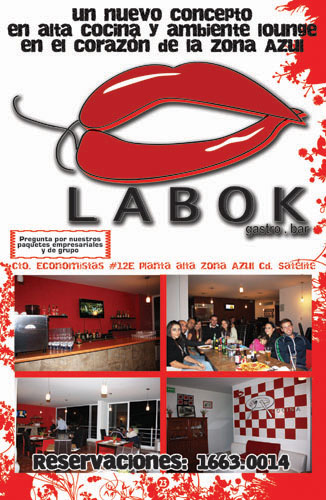 un nuevo concepto
en alta cocina y ambiente lounge
en el corazón de la zona Azul
LABOK
gastro . bar
Pregunta por nuestros
paquetes empresariales
y de grupo
Cto. Economistas #12E Planta alta zona Azul Cd. Satélite
Reservaciones: 1663.0014
23